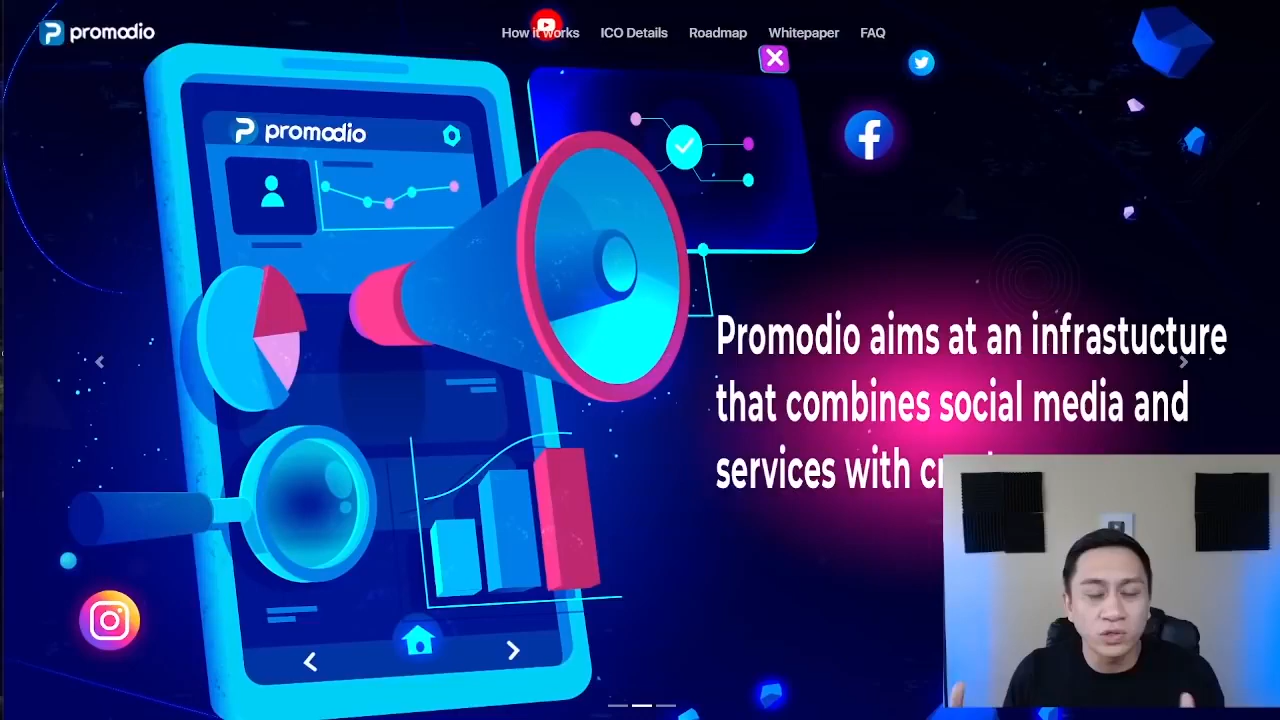 promodio
How it works
ICO Details
Roadmap
Whitepaper
FAQ
promodio
Promodio aims at an infrastucture
that combines social media and
services with